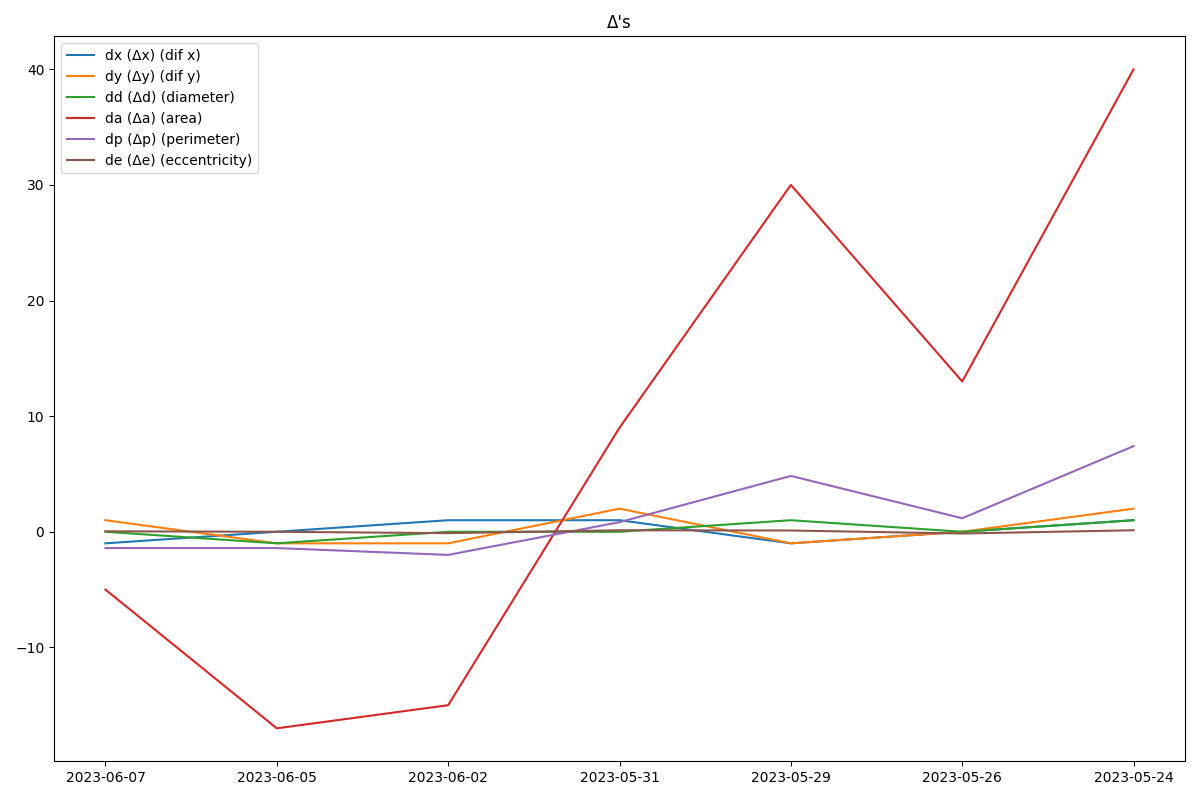 Δ's
dx (Δx) (dif x)
dy (Δy) (dif y)
dd (Δd) (diameter)
da (Δa) (area)
dp (Δp) (perimeter)
de (Δe) (eccentricity)
40
30
20
10
0
−10
2023-06-07 2023-06-05 2023-06-02 2023-05-31 2023-05-29 2023-05-26 2023-05-24